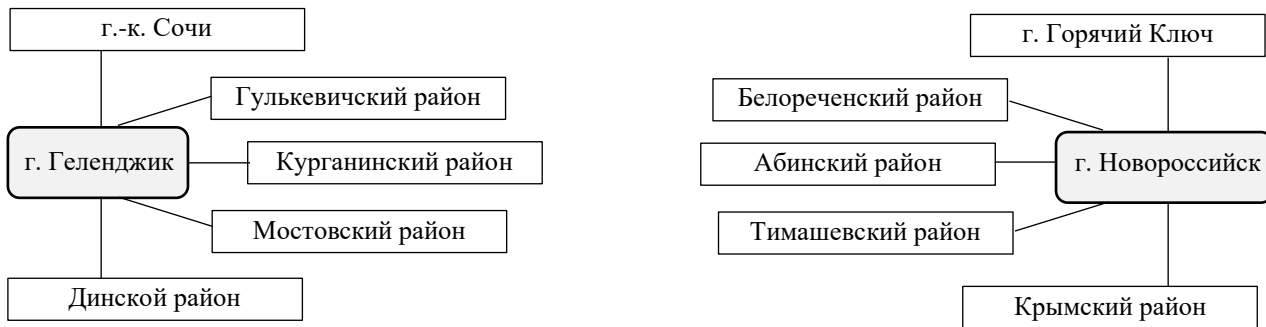 г.-к. Сочи
Гулькевичский район
г. Геленджик
Курганинский район
Мостовский район
Динской район
г. Горячий Ключ
Белореченский район
Абинский район
г. Новороссийск
Тимашевский район
Крымский район